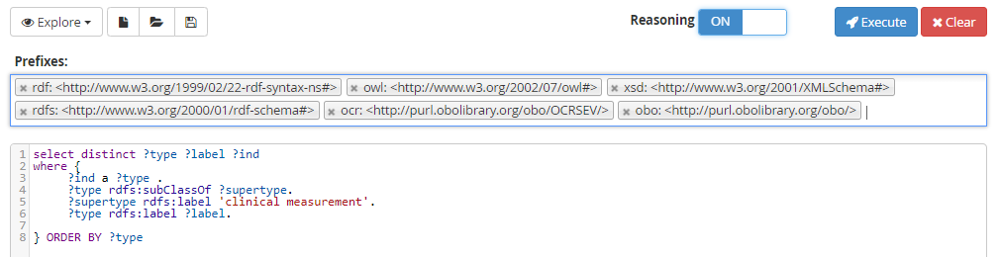 Explore Reasoning ON Execute Clear
Prefixes:
rdf: <http://www.w3.org/1999/02/22-rdf-syntax-ns#> owl: <http://www.w3.org/2002/07/owl#> xsd: <http://www.w3.org/2001/XMLSchema#>
rdfs: <http://www.w3.org/2000/01/rdf-schema#> ocr: <http://purl.obolibrary.org/obo/OCRSEV/> obo: <http://purl.obolibrary.org/obo/>
1 select distinct ?type ?label ?ind
2 where {
3 ?ind a ?type .
4 ?type rdfs:subClassOf ?supertype.
5 ?supertype rdfs:label 'clinical measurement'.
6 ?type rdfs:label ?label.
7
8 } ORDER BY ?type